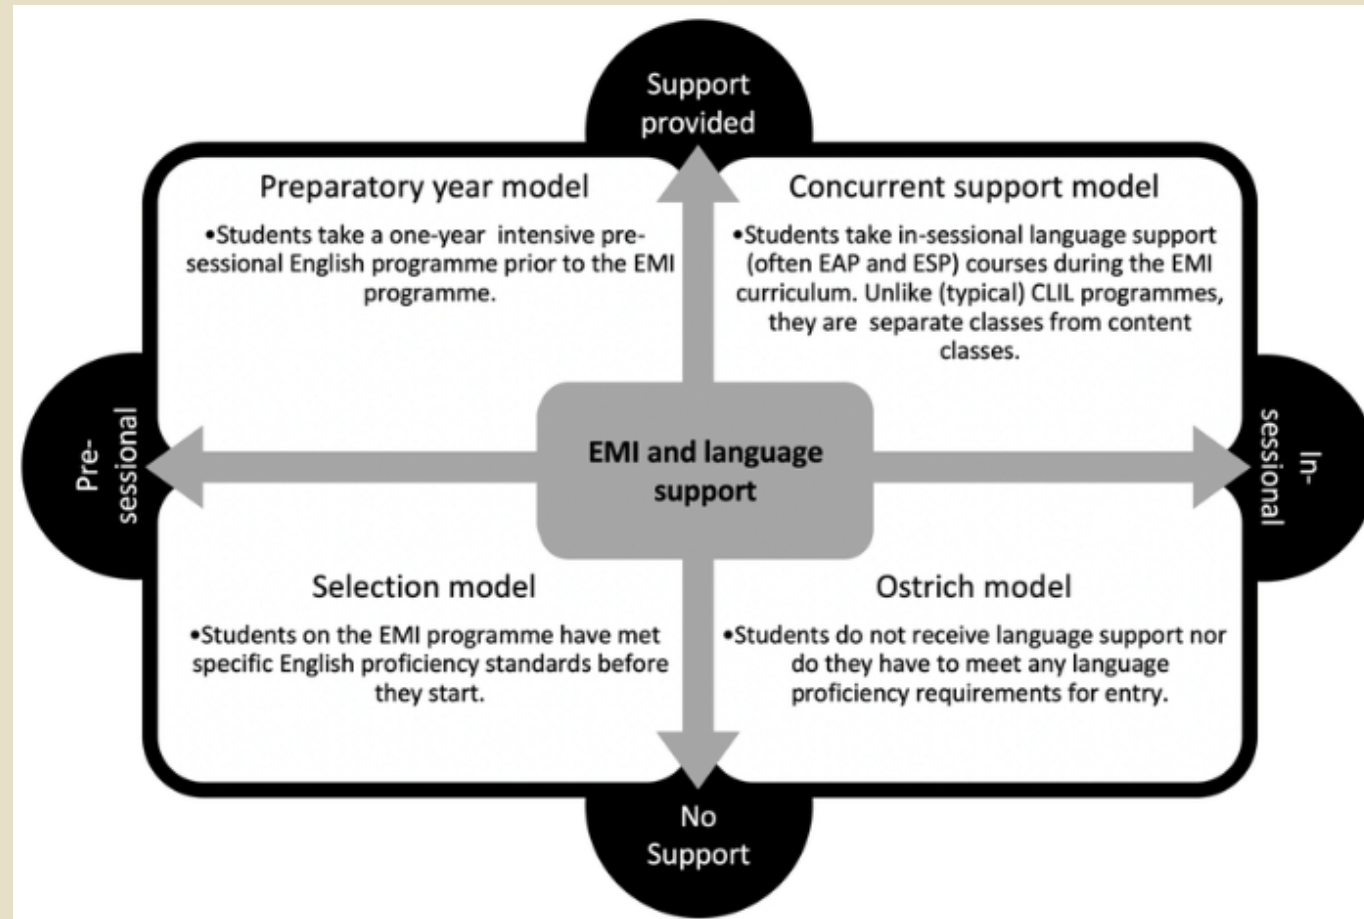 Support
provided
Preparatory year model
•Students take a one-year intensive pre-
sessional English programme prior to the EMI
programme.
Concurrent support model
•Students take in-sessional language support
(often EAP and ESP) courses during the EMI
curriculum. Unlike (typical) CLIL programmes,
they are separate classes from content
classes.
Pre-
sessional
EMI and language
support
In-
sessional
Selection model
•Students on the EMI programme have met
specific English proficiency standards before
they start.
Ostrich model
•Students do not receive language support nor
do they have to meet any language
proficiency requirements for entry.
No
Support